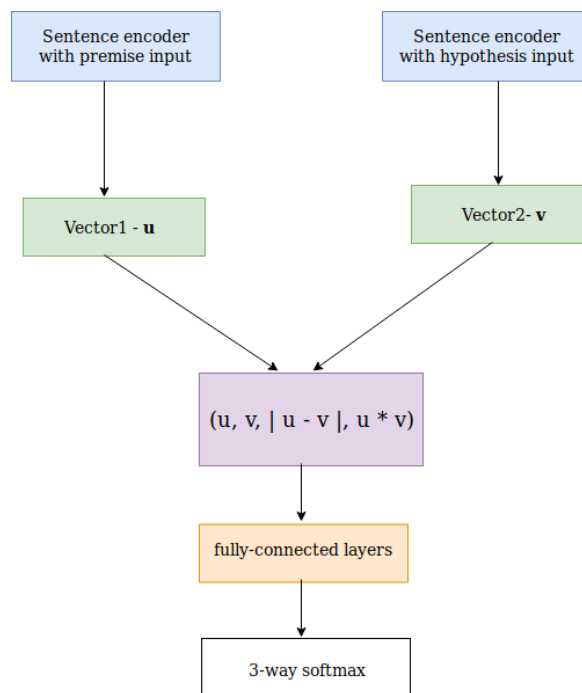 Sentence encoder
with premise input
Sentence encoder
with hypothesis input
Vector1 - u
Vector2- v
(u, v, | u - v |, u * v)
fully-connected layers
3-way softmax